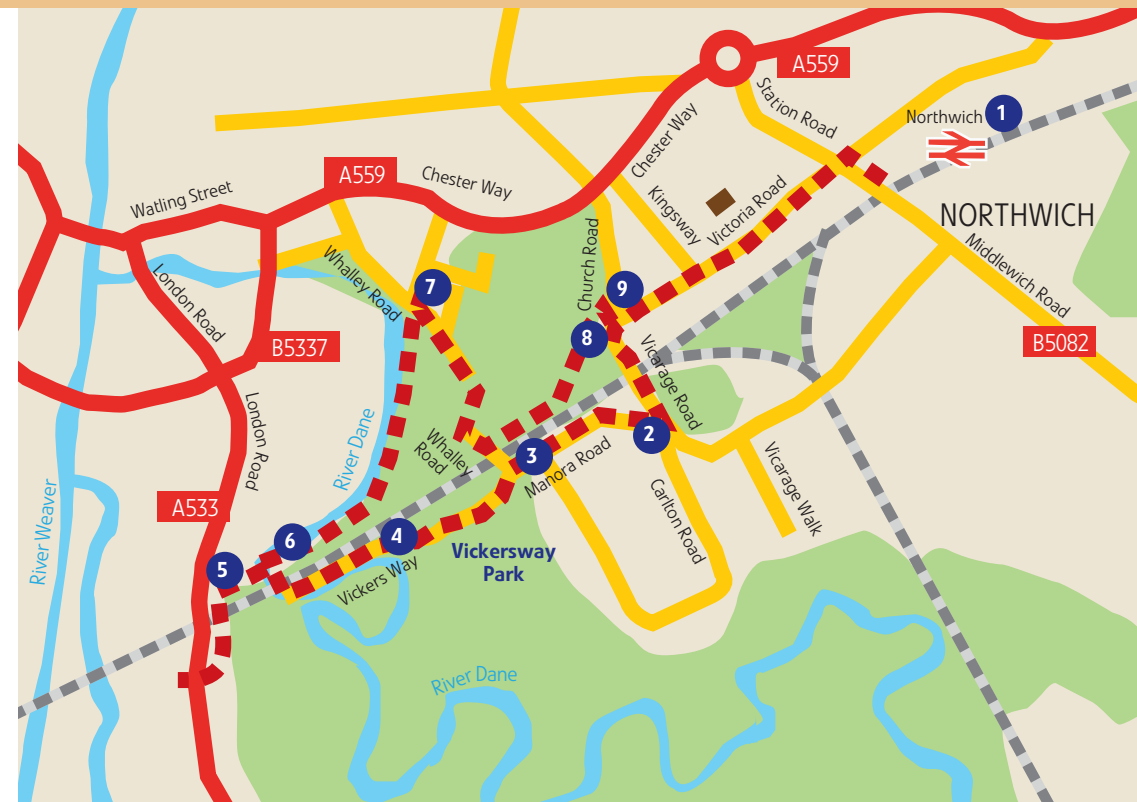 A559
Station Road
Northwich
1
Chester Way
A559
Chester Way
Watling Street
Kingsway
Victoria Road
NORTHWICH
Middlewich Road
B5082
London Road
Whalley Road
7
Church Road
9
8
B5337
Vicarage Road
London Road
River Dane
Whalley
Road
3
Manora Road
2
Vicarage Walk
Carlton Road
A533
River Weaver
5
6
4
Vickers Way
Vickersway
Park
River Dane